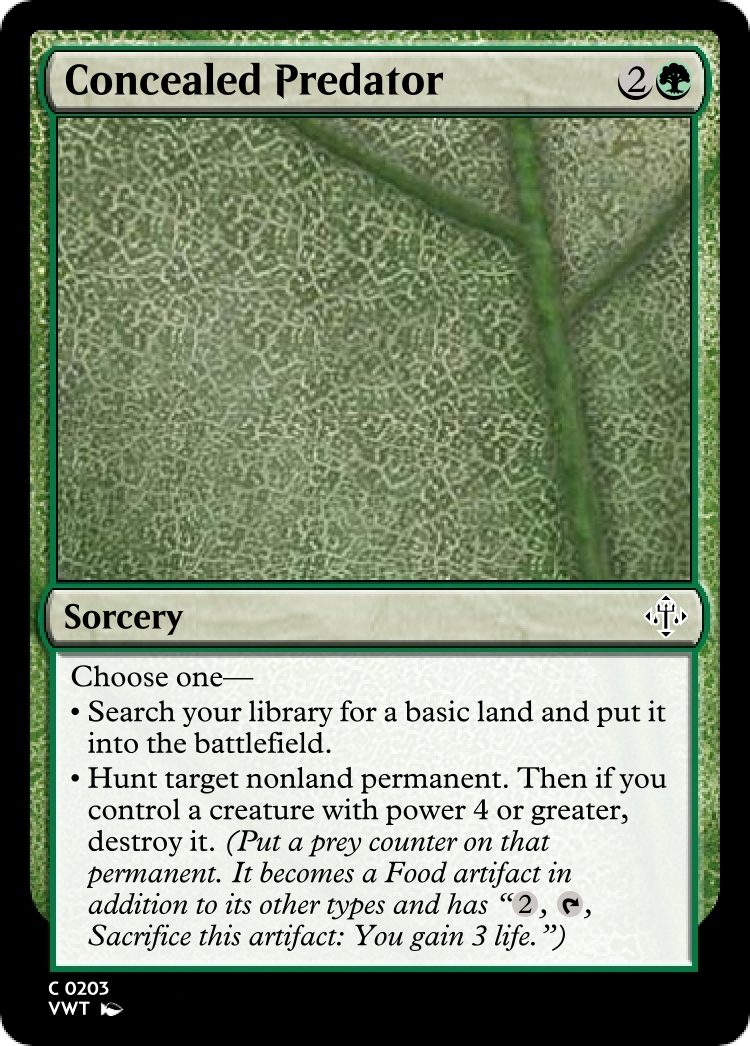 Concealed Predator 2
Sorcery
Choose one—
• Search your library for a basic land and put it
into the battlefield.
• Hunt target nonland permanent. Then if you
control a creature with power 4 or greater,
destroy it. (Put a prey counter on that
permanent. It becomes a Food artifact in
addition to its other types and has “2, ,
Sacrifice this artifact: You gain 3 life.”)
C 0203
VWT